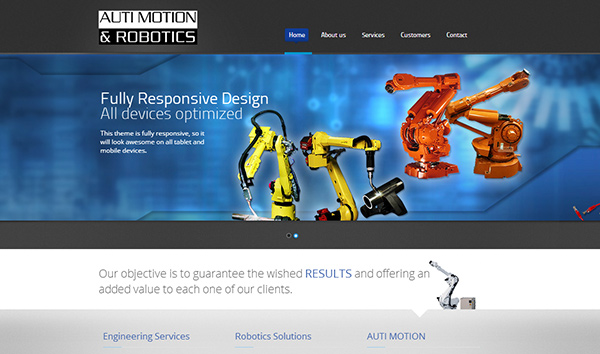 AUTI MOTION
& ROBOTICS
Home About us Services Customers Contact
Fully Responsive Design
All devices optimized
This theme is fully responsive, so it
will look awesome on all tablet and
mobile devices.
Our objective is to guarantee the wished RESULTS and offering an
added value to each one of our clients.
Engineering Services Robotics Solutions AUTI MOTION